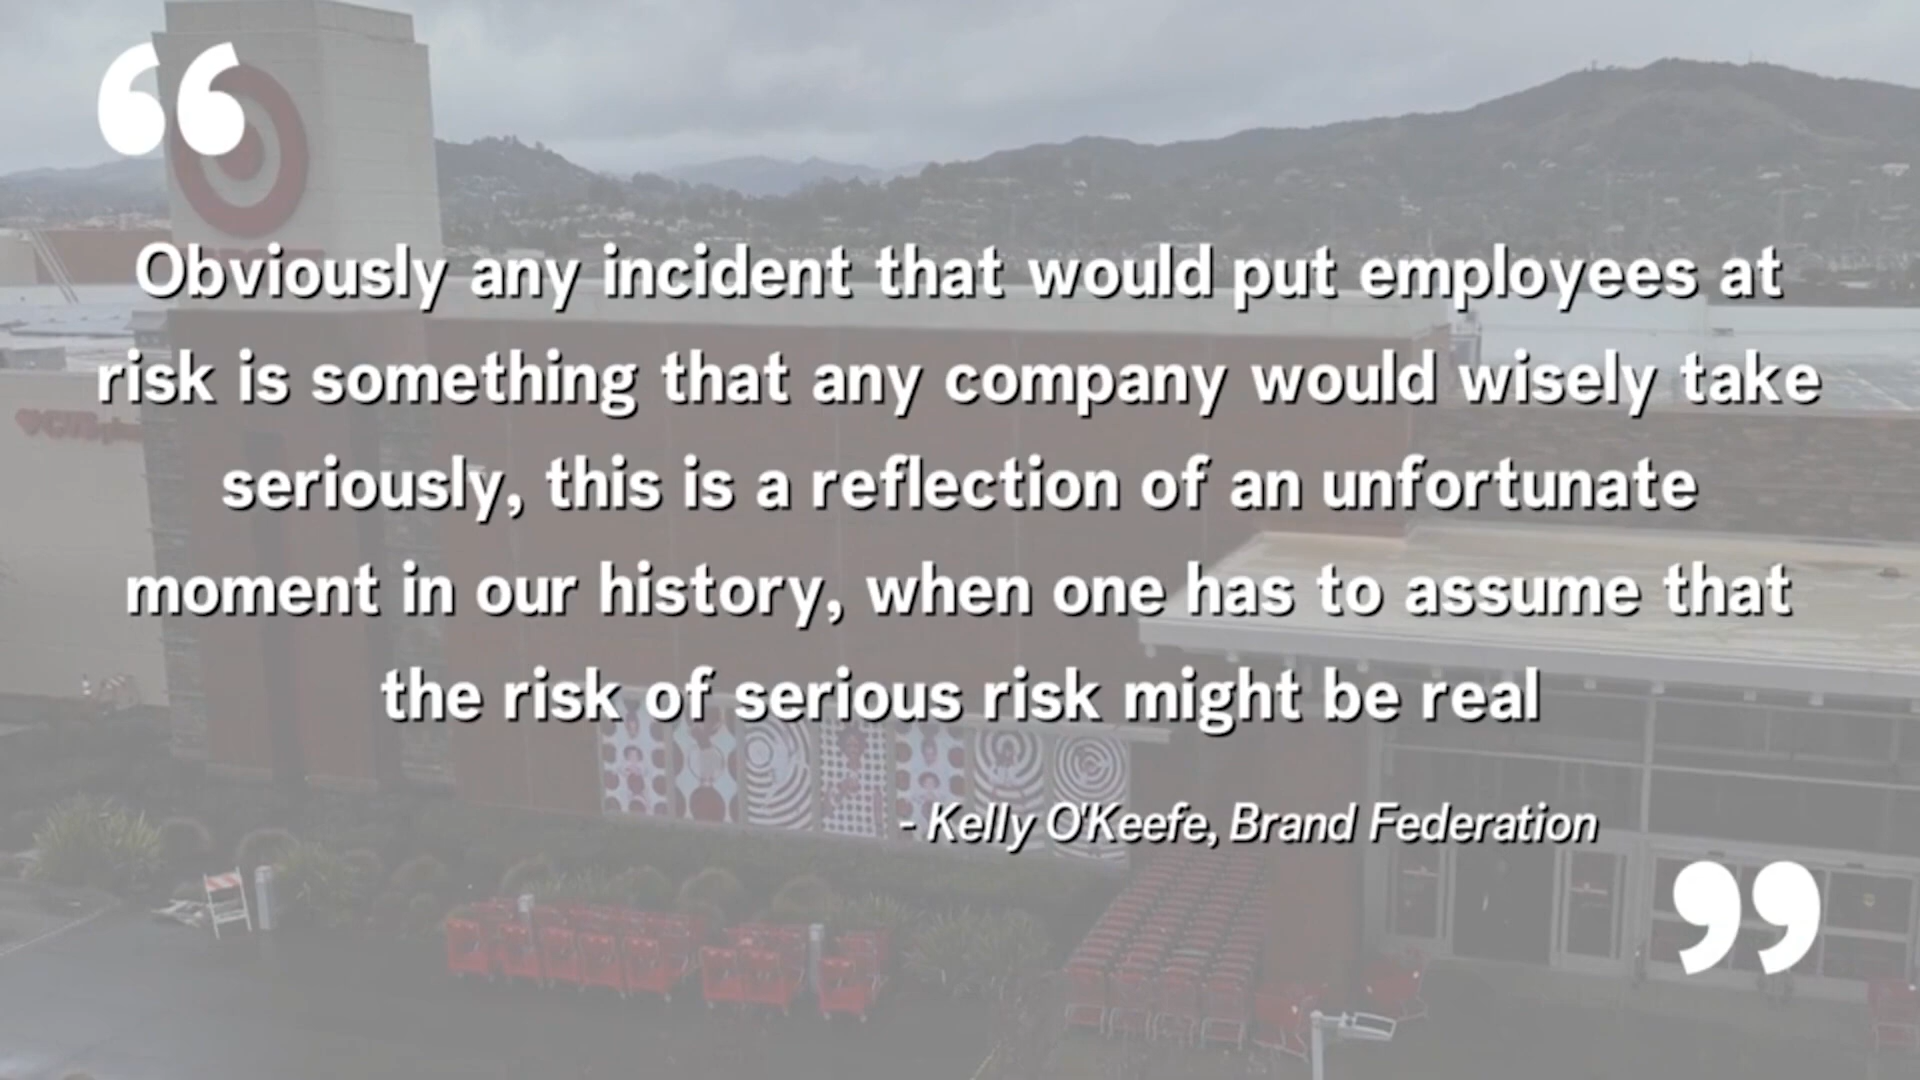 “
Obviously any incident that would put employees at
risk is something that any company would wisely take
seriously, this is a reflection of an unfortunate
moment in our history, when one has to assume that
the risk of serious risk might be real
- Kelly O'Keefe, Brand Federation
”